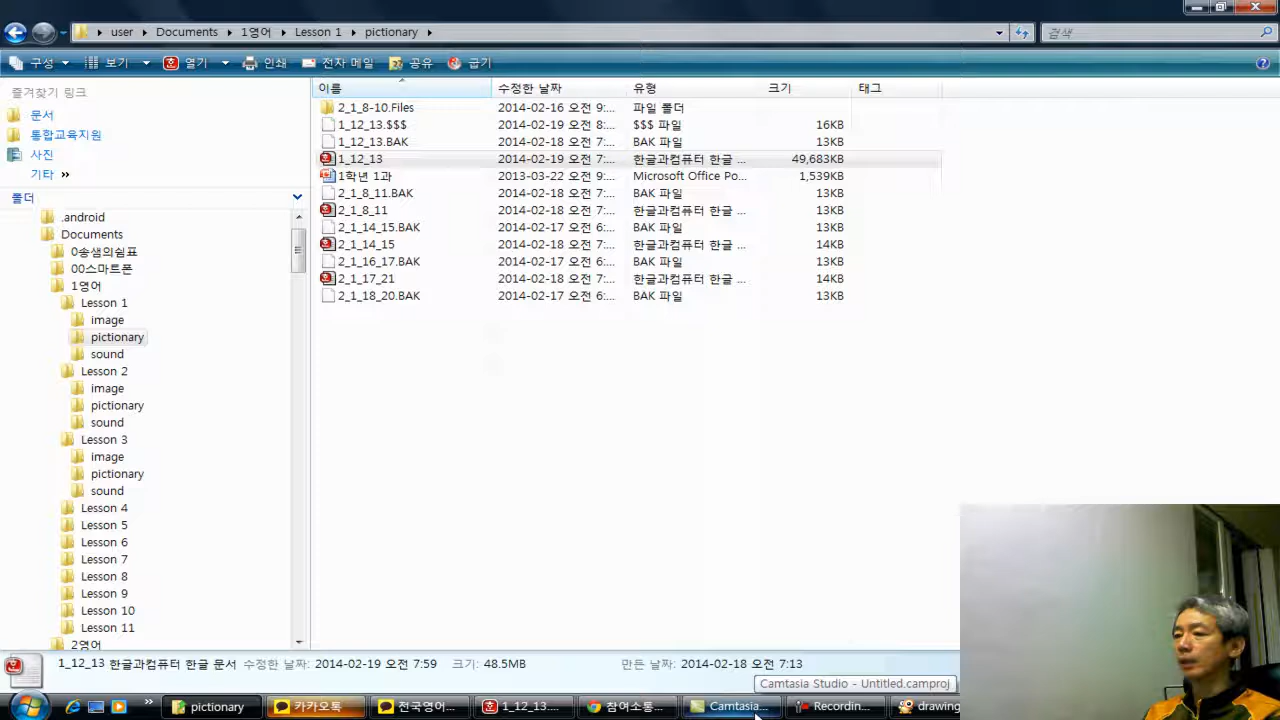 user ▸ Documents ▸ 1영어 ▸ Lesson 1 ▸ pictionary ▸
검색
구성 보기 열기 인쇄 전자 메일 공유 굽기
즐겨찾기 링크
문서
통합교육지원
사진
기타 »
폴더
.android
Documents
0송샘의쉼표
00스마트폰
1영어
Lesson 1
image
pictionary
sound
Lesson 2
image
pictionary
sound
Lesson 3
image
pictionary
sound
Lesson 4
Lesson 5
Lesson 6
Lesson 7
Lesson 8
Lesson 9
Lesson 10
Lesson 11
2영어
이름 수정한 날짜 유형 크기 태그
2_1_8-10.Files 2014-02-16 오전 9:... 파일 폴더
1_12_13.$$$ 2014-02-19 오전 8:... $$$ 파일 16KB
1_12_13.BAK 2014-02-18 오전 7:... BAK 파일 13KB
1_12_13 2014-02-19 오전 7:... 한글과컴퓨터 한글 ... 49,683KB
1학년 1과 2013-03-22 오전 9:... Microsoft Office Po... 1,539KB
2_1_8_11.BAK 2014-02-18 오전 7:... BAK 파일 13KB
2_1_8_11 2014-02-18 오전 7:... 한글과컴퓨터 한글 ... 13KB
2_1_14_15.BAK 2014-02-18 오전 7:... BAK 파일 13KB
2_1_14_15 2014-02-18 오전 7:... 한글과컴퓨터 한글 ... 14KB
2_1_16_17.BAK 2014-02-17 오전 6:... BAK 파일 13KB
2_1_17_21 2014-02-18 오전 7:... 한글과컴퓨터 한글 ... 14KB
2_1_18_20.BAK 2014-02-17 오전 6:... BAK 파일 13KB
1_12_13 한글과컴퓨터 한글 문서 수정한 날짜: 2014-02-19 오전 7:59 크기: 48.5MB 만든 날짜: 2014-02-18 오전 7:13
Camtasia Studio - Untitled.camproj
» pictionary 카카오톡 전국영어... 1_12_13.... 참여소통... Camtasia... Recordin... drawing